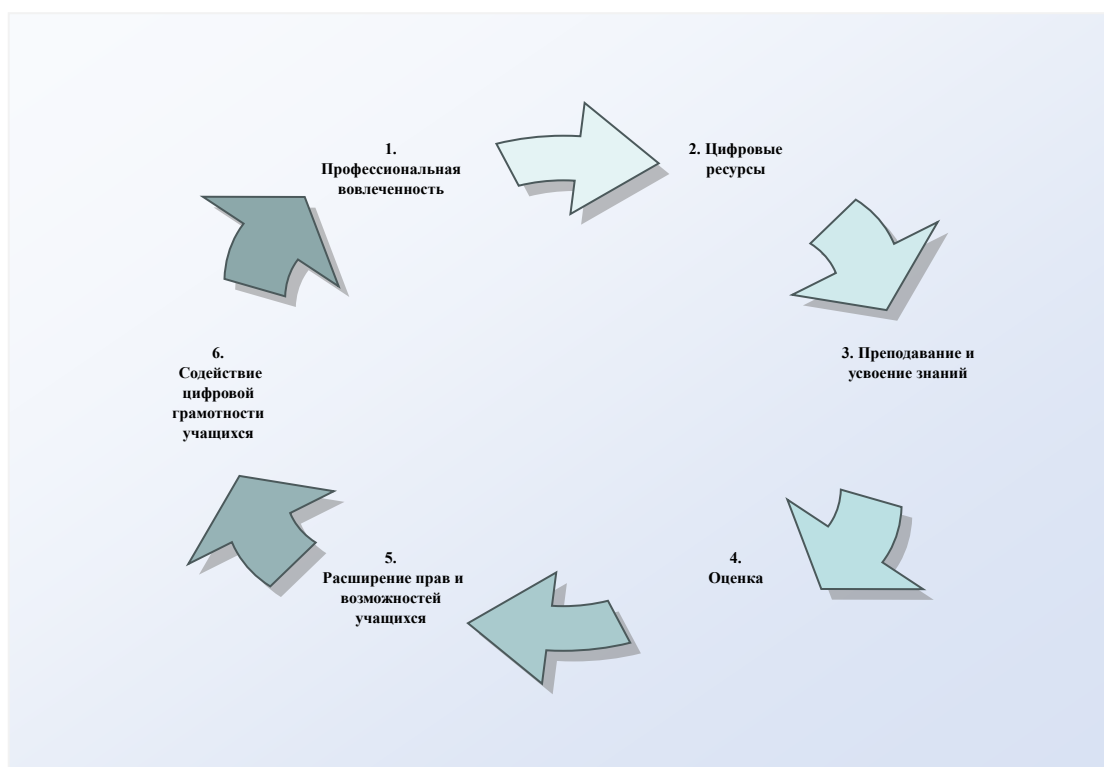 1.
Профессиональная
вовлеченность
2. Цифровые
ресурсы
3. Преподавание и
усвоение знаний
4.
Оценка
5.
Расширение прав и
возможностей
учащихся
6.
Содействие
цифровой
грамотности
учащихся